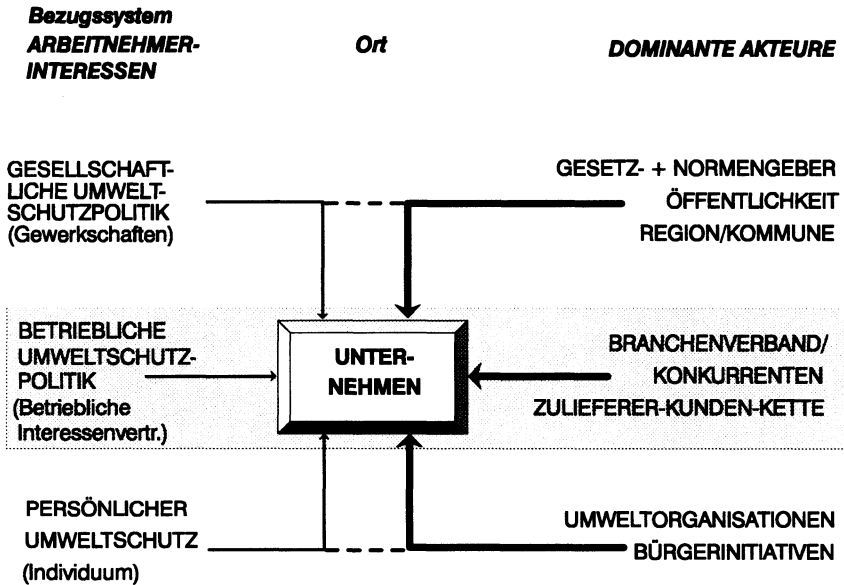 Bezugssystem
ARBEITNEHMER-
INTERESSEN
Ort
DOMINANTE AKTEURE
GESELLSCHAFT-
LICHE UMWELT-
SCHUTZPOLITIK
(Gewerkschaften)
GESETZ- + NORMENGEBER
ÖFFENTLICHKEIT
REGION/KOMMUNE
BETRIEBLICHE
UMWELTSCHUTZ-
POLITIK
(Betriebliche
Interessenvertr.)
UNTER-
NEHMEN
BRANCHENVERBAND/
KONKURRENTEN
ZULIEFERER-KUNDEN-KETTE
PERSÖNLICHER
UMWELTSCHUTZ
(Individuum)
UMWELTORGANISATIONEN
BÜRGERINITIATIVEN